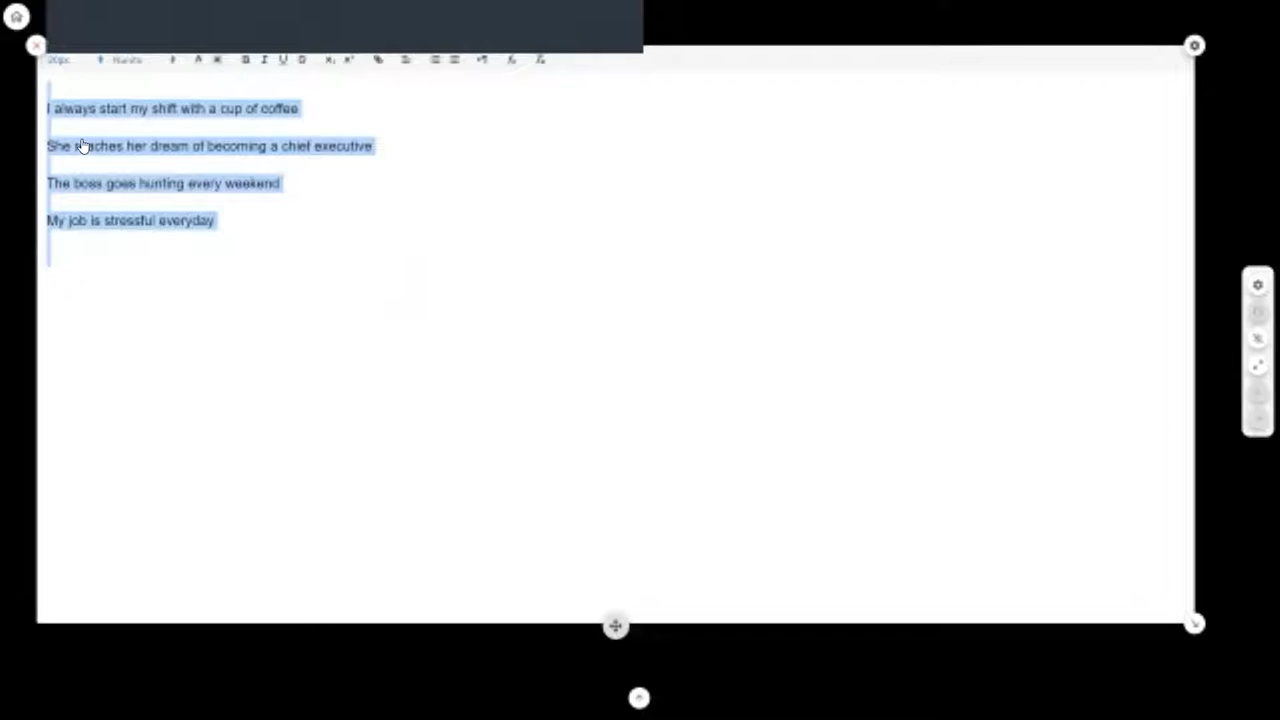 I always start my shift with a cup of coffee
She reaches her dream of becoming a chief executive
The boss goes hunting every weekend
My job is stressful everyday